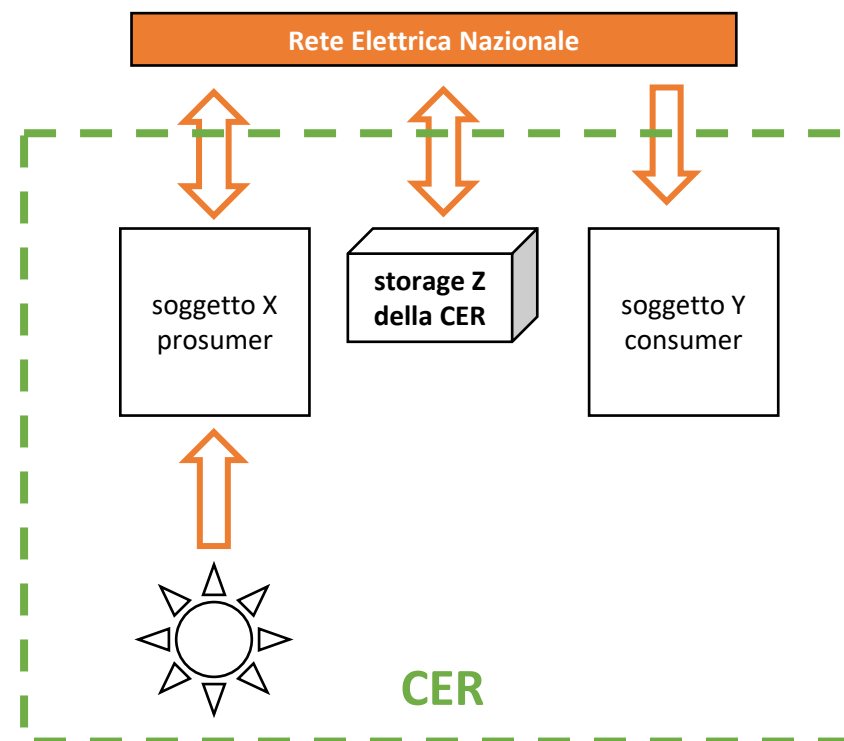 Rete Elettrica Nazionale
soggetto X
prosumer
storage Z
della CER
soggetto Y
consumer
CER